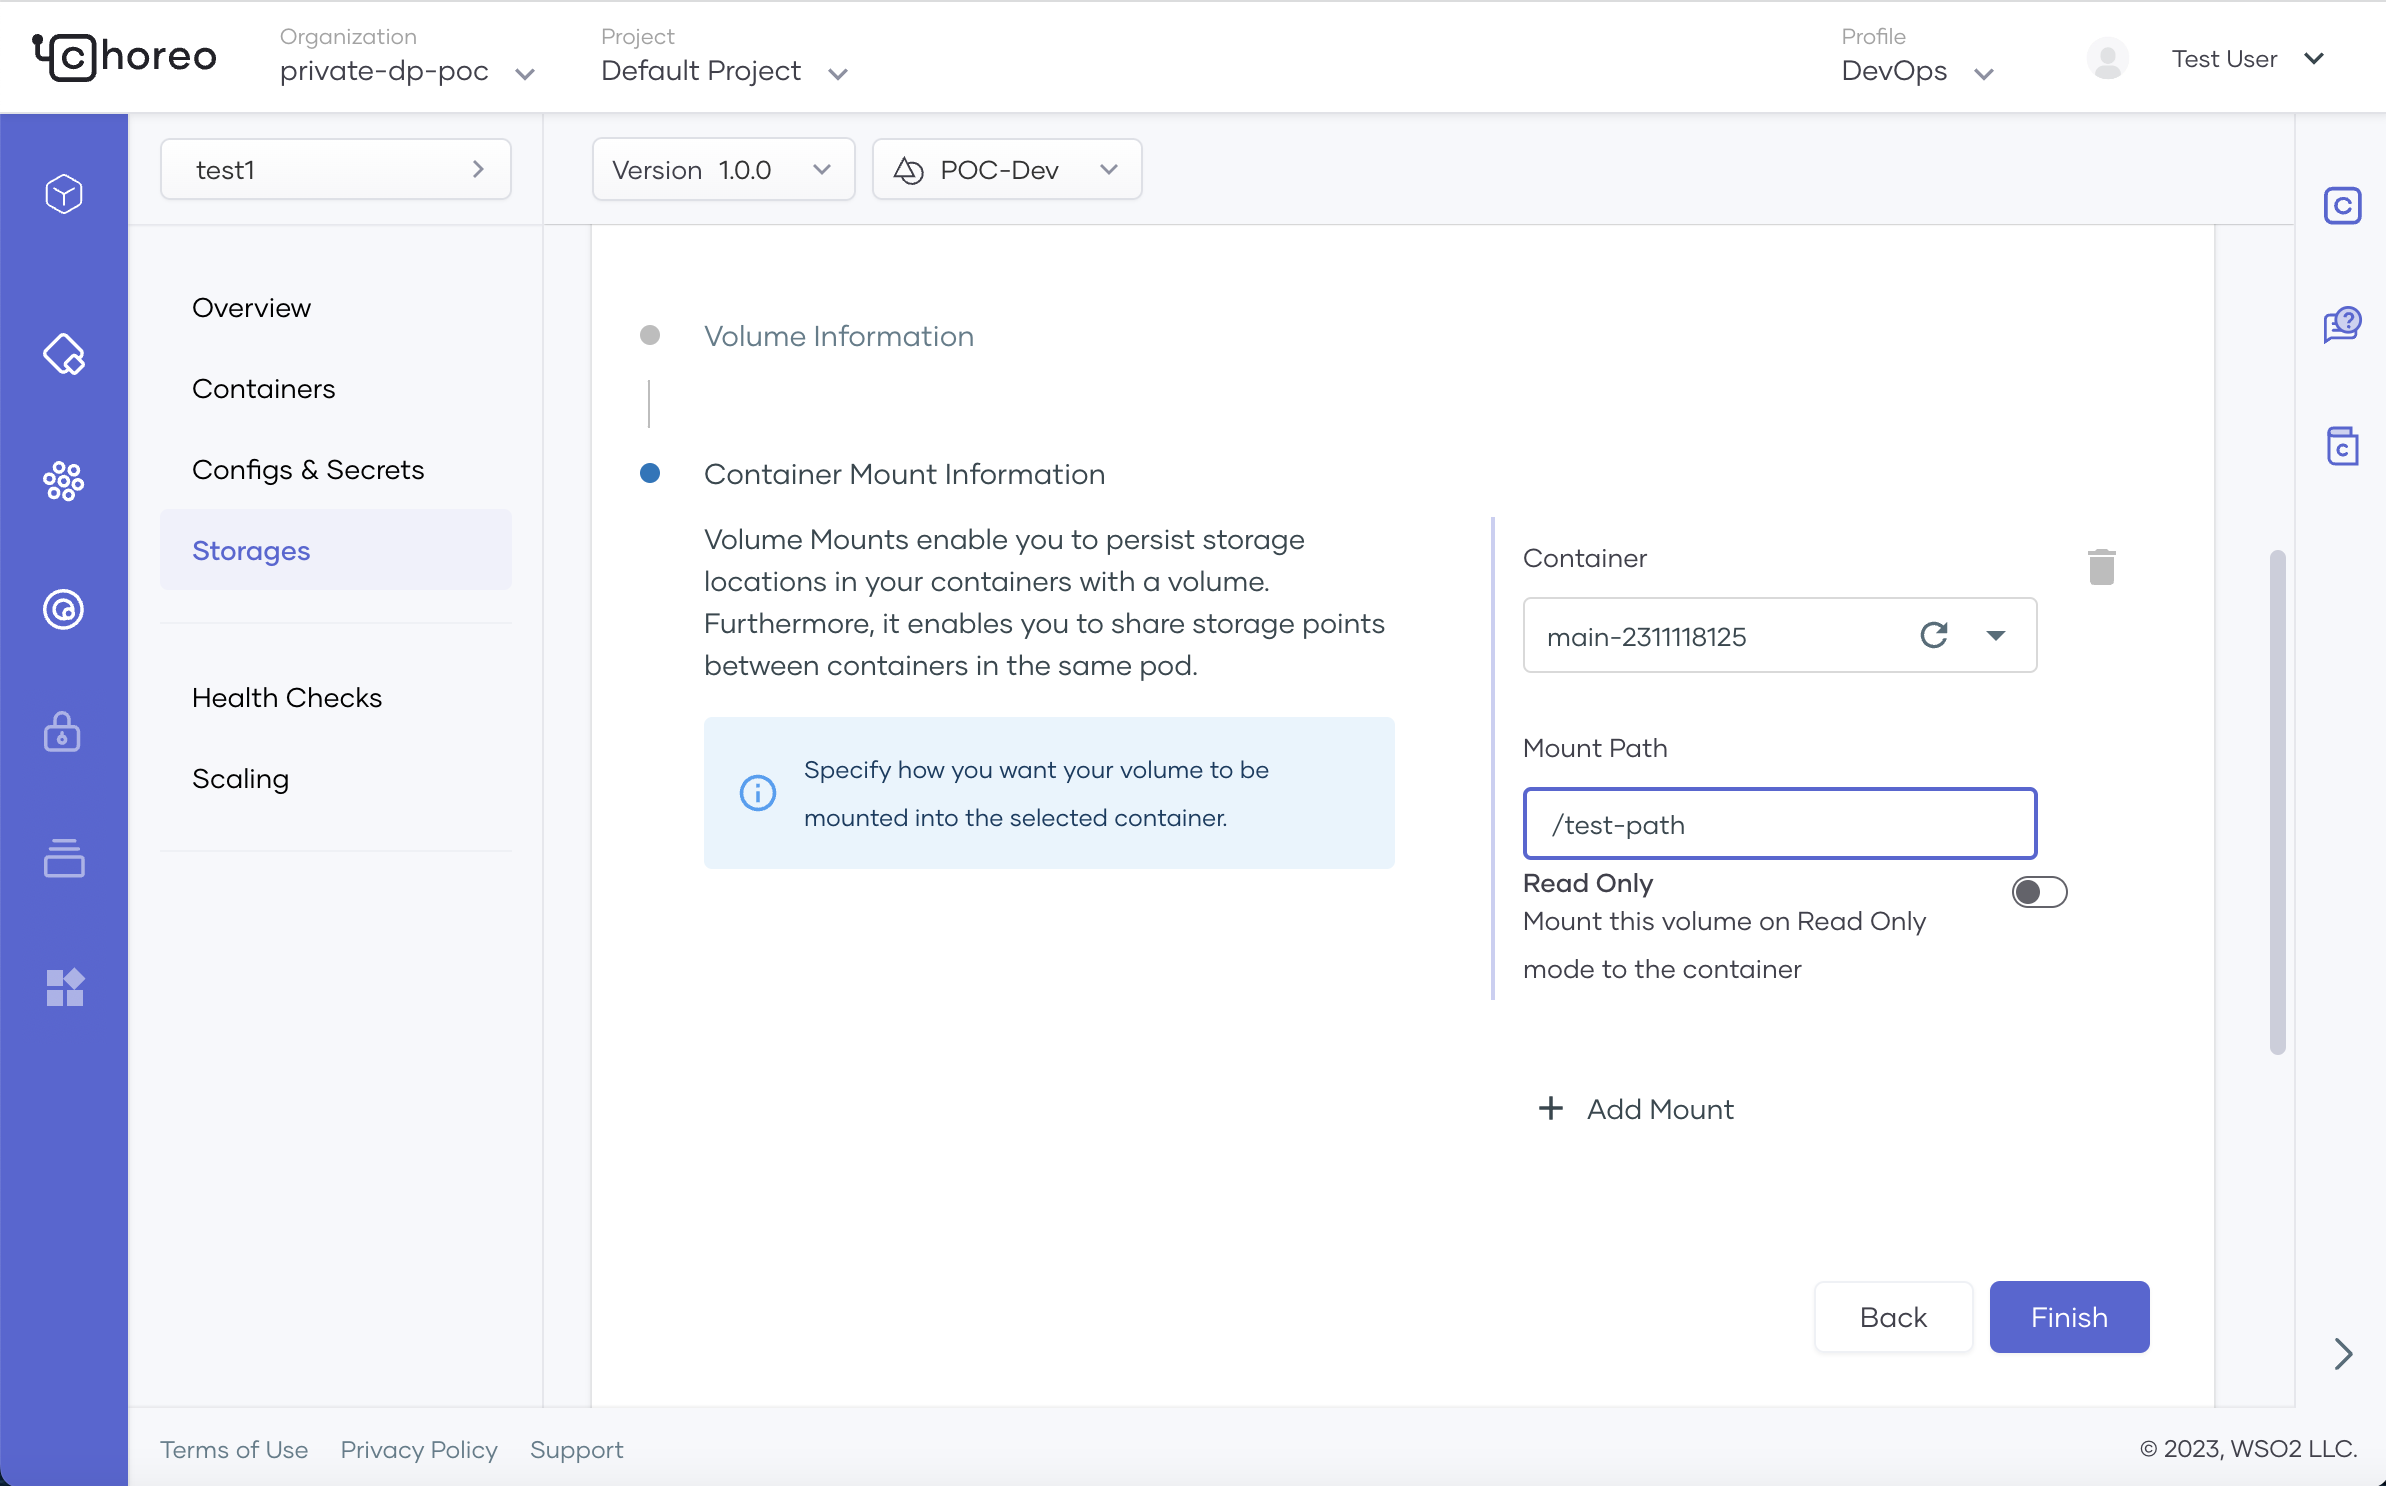 choreo
Organization
private-dp-poc
Project
Default Project
Profile
DevOps
Test User
test1
Version 1.0.0
POC-Dev
Overview
Containers
Configs & Secrets
Storages
Health Checks
Scaling
Volume Information
Container Mount Information
Volume Mounts enable you to persist storage
locations in your containers with a volume.
Furthermore, it enables you to share storage points
between containers in the same pod.
Specify how you want your volume to be
mounted into the selected container.
Container
main-2311118125
Mount Path
/test-path
Read Only
Mount this volume on Read Only
mode to the container
+ Add Mount
Back
Finish
C
?
C
Terms of Use
Privacy Policy
Support
© 2023, WSO2 LLC.